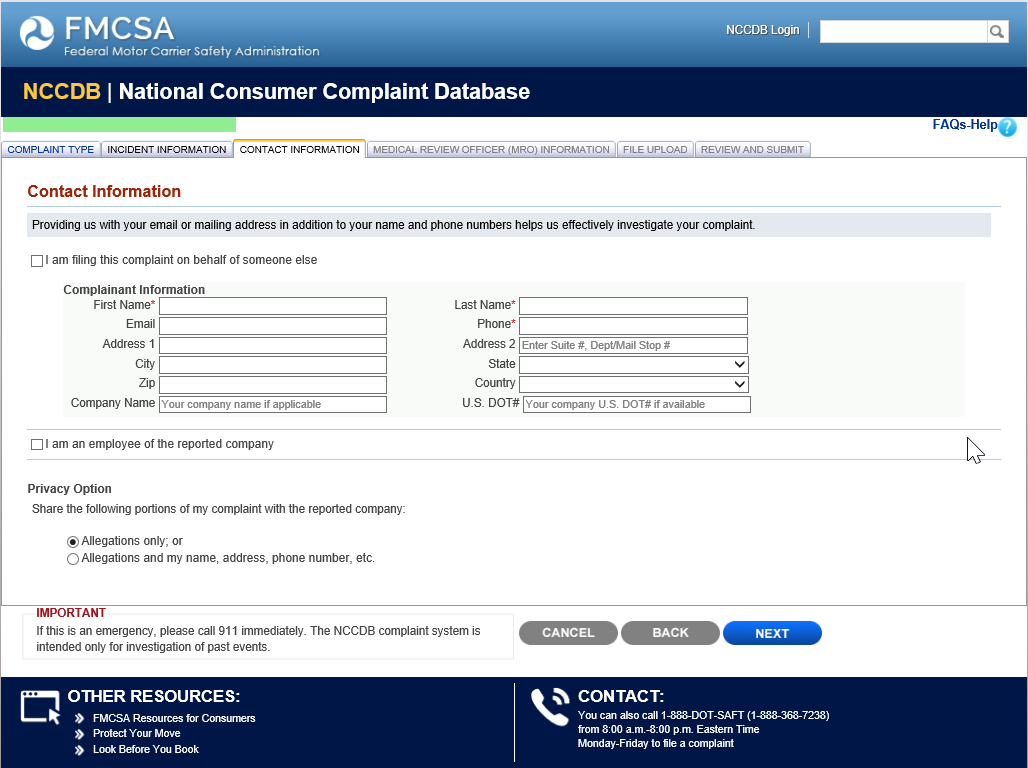 FMCSA
Federal Motor Carrier Safety Administration
NCCDB Login
NCCDB | National Consumer Complaint Database
FAQs-Help ?
COMPLAINT TYPE INCIDENT INFORMATION CONTACT INFORMATION MEDICAL REVIEW OFFICER (MRO) INFORMATION FILE UPLOAD REVIEW AND SUBMIT
Contact Information
Providing us with your email or mailing address in addition to your name and phone numbers helps us effectively investigate your complaint.
I am filing this complaint on behalf of someone else
Complainant Information
First Name* Last Name*
Email Phone*
Address 1 Address 2 Enter Suite #, Dept/Mail Stop #
City State
Zip Country
Company Name Your company name if applicable U.S. DOT# Your company U.S. DOT# if available
I am an employee of the reported company
Privacy Option
Share the following portions of my complaint with the reported company:
Allegations only; or
Allegations and my name, address, phone number, etc.
IMPORTANT
If this is an emergency, please call 911 immediately. The NCCDB complaint system is
intended only for investigation of past events.
CANCEL BACK NEXT
OTHER RESOURCES:
FMCSA Resources for Consumers
Protect Your Move
Look Before You Book
CONTACT:
You can also call 1-888-DOT-SAFT (1-888-368-7238)
from 8:00 a.m.-8:00 p.m. Eastern Time
Monday-Friday to file a complaint